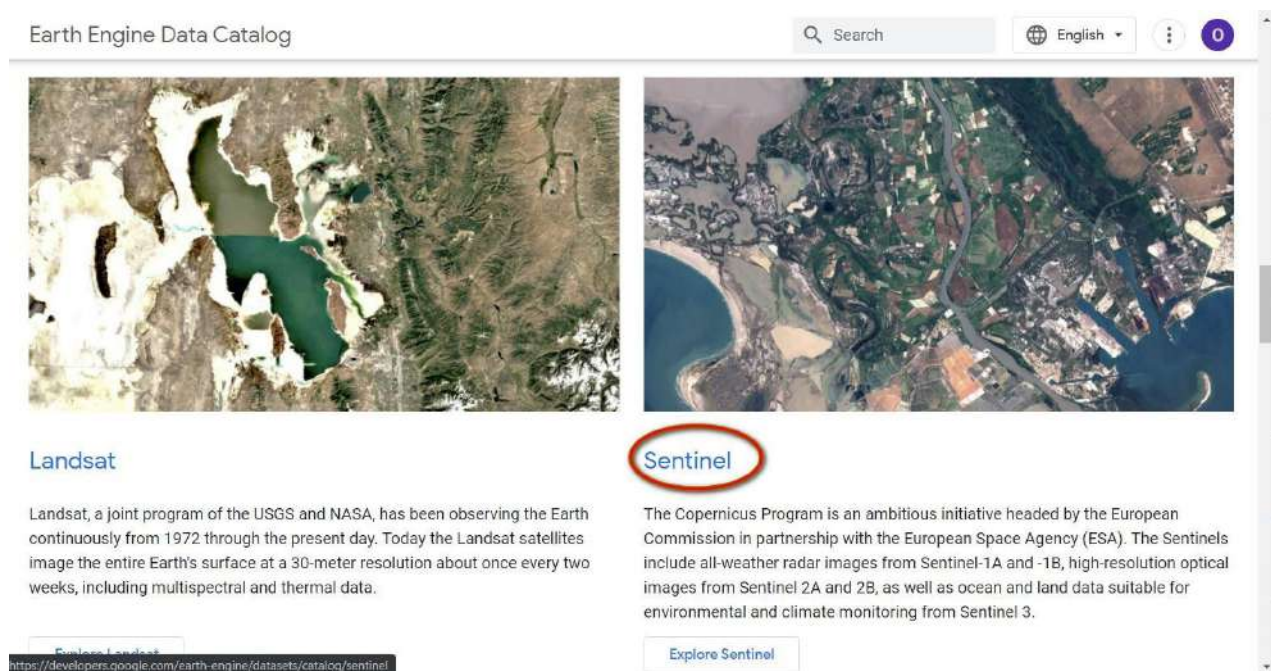 Earth Engine Data Catalog
Search
English
O
Landsat
Landsat, a joint program of the USGS and NASA, has been observing the Earth
continuously from 1972 through the present day. Today the Landsat satellites
image the entire Earth's surface at a 30-meter resolution about once every two
weeks, including multispectral and thermal data.
Explore Landsat
https://developers.google.com/earth-engine/datasets/catalog/sentinel
Sentinel
The Copernicus Program is an ambitious initiative headed by the European
Commission in partnership with the European Space Agency (ESA). The Sentinels
include all-weather radar images from Sentinel-1A and -1B, high-resolution optical
images from Sentinel 2A and 2B, as well as ocean and land data suitable for
environmental and climate monitoring from Sentinel 3.
Explore Sentinel